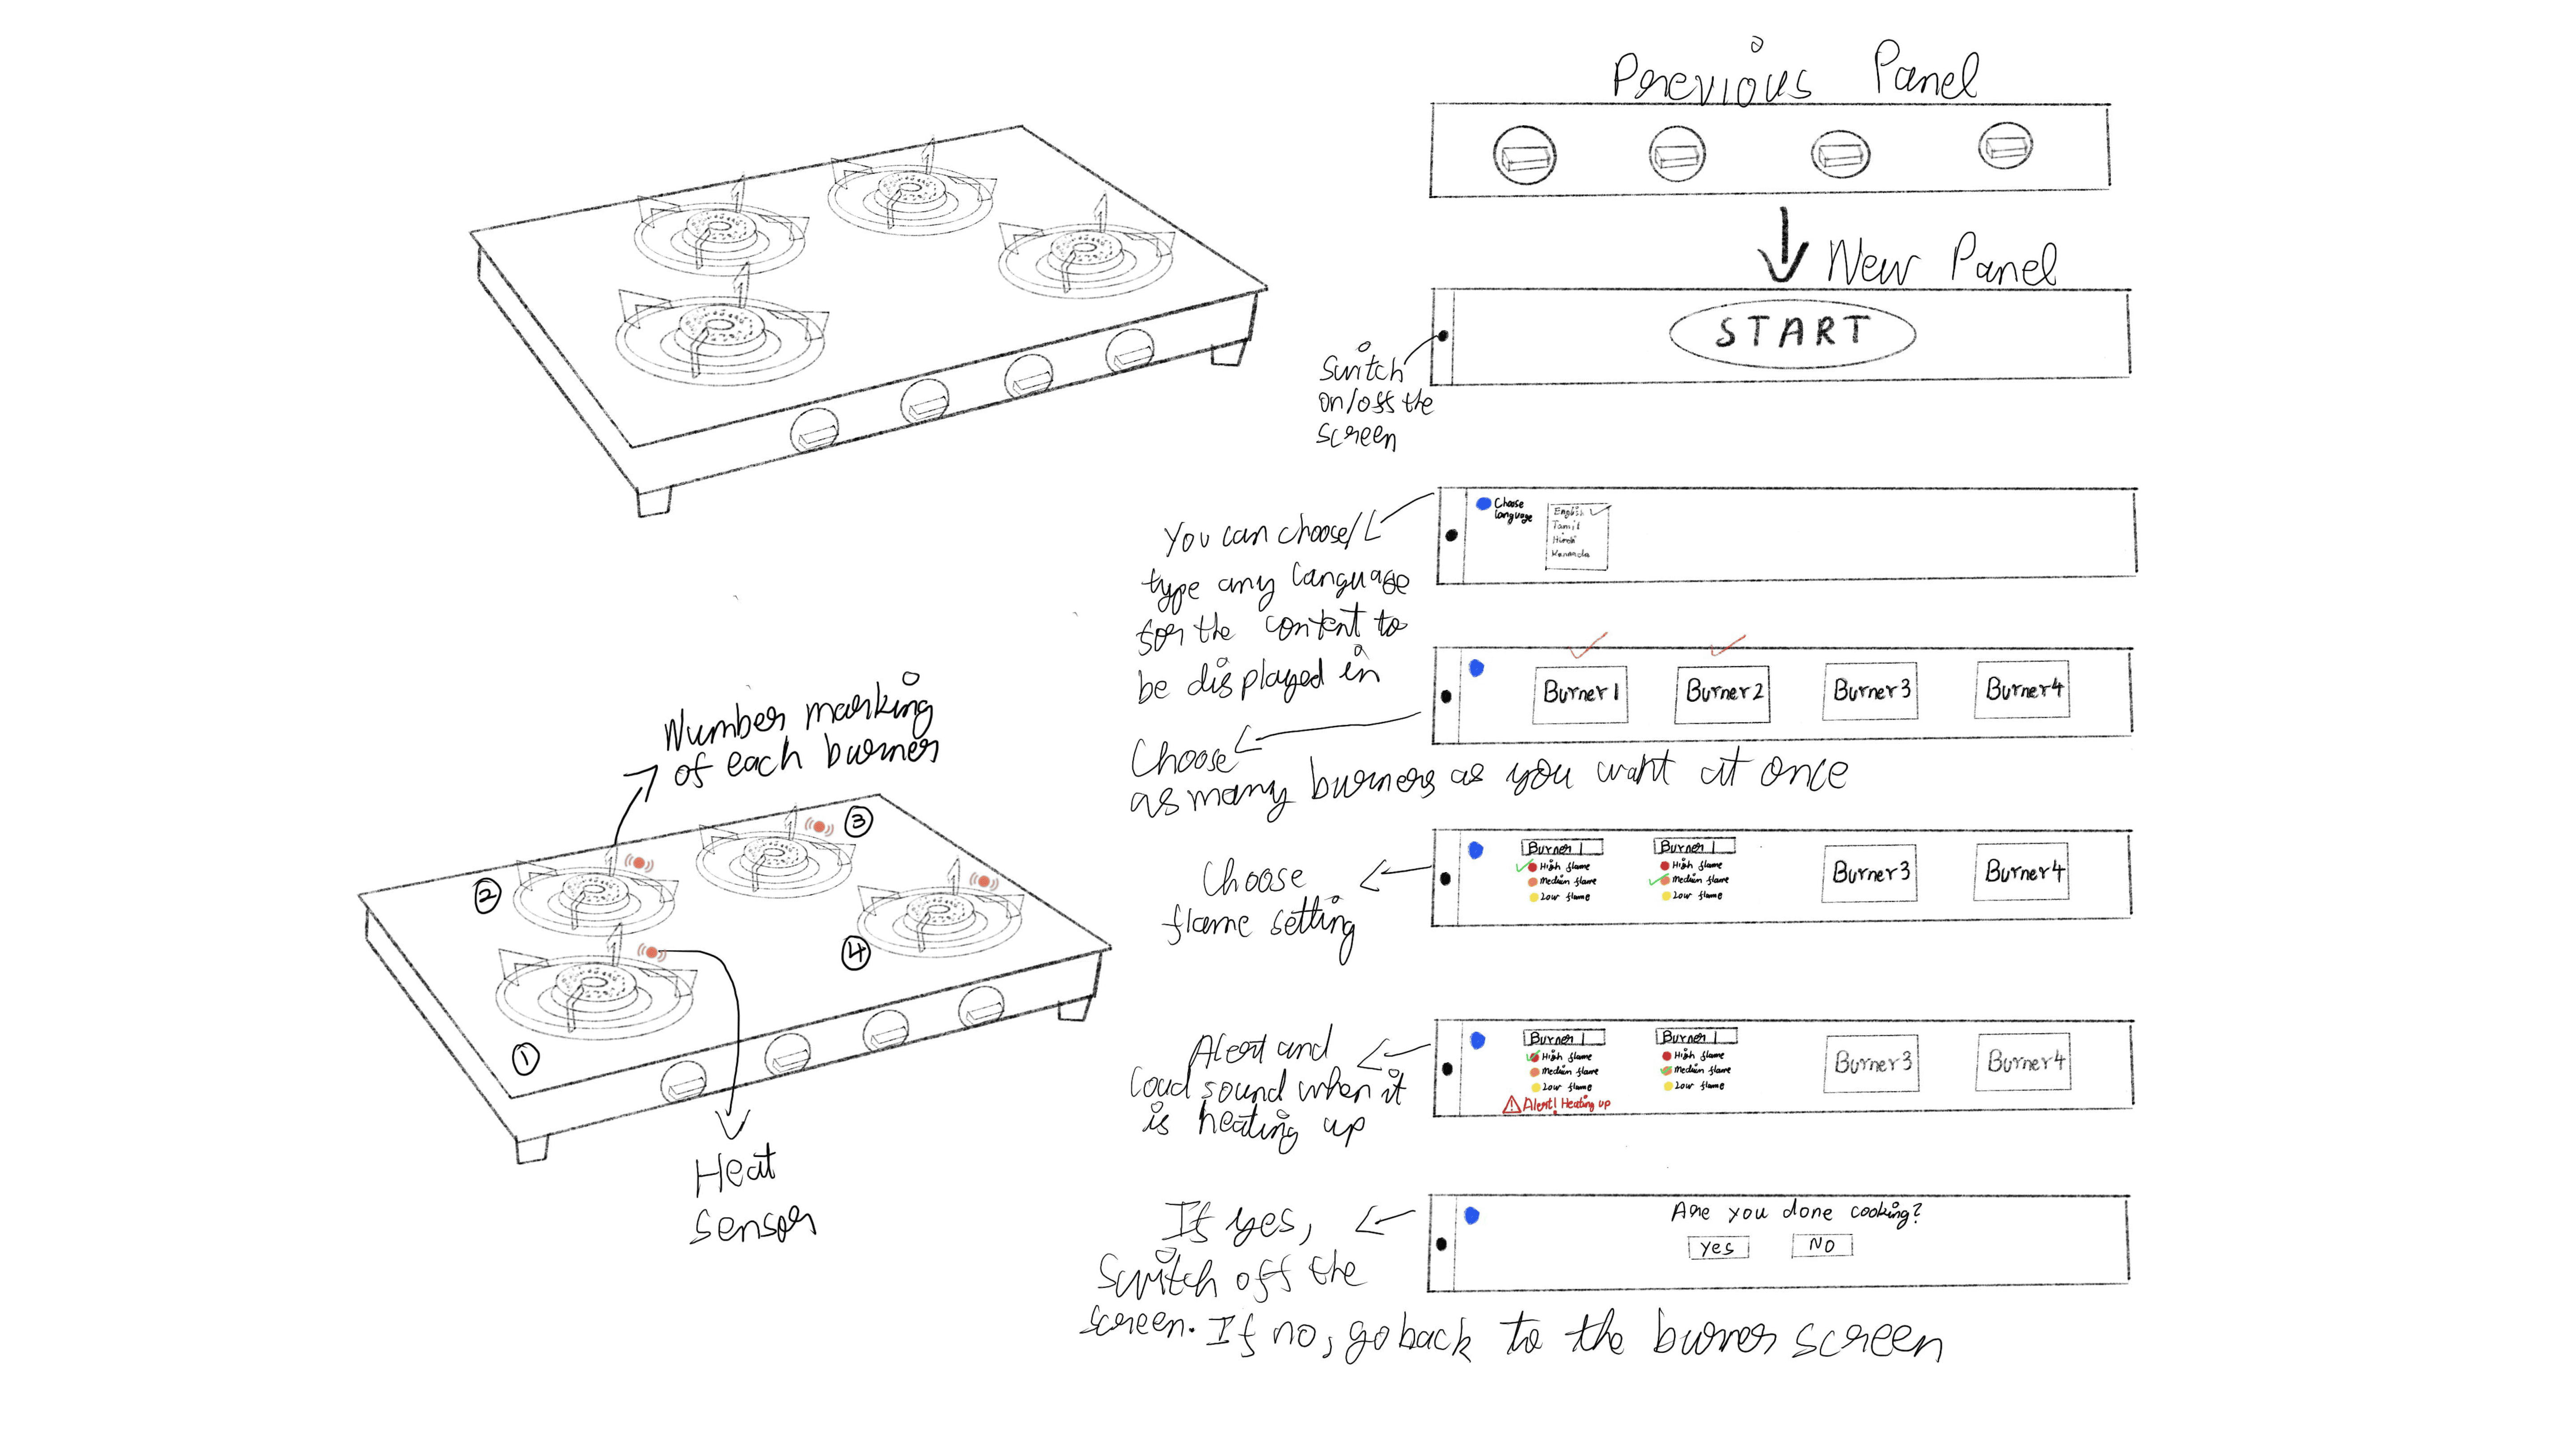 Previous Panel
New Panel
START
Switch
on/off the
screen
Choose
language
English
Tamil
Hindi
Kannada
You can choose/
type any language
for the content to
be displayed in
Burner 1
Burner 2
Burner 3
Burner 4
Choose
as many burners as you want at once
Burner 1
High flame
Medium flame
Low flame
Burner 1
High flame
Medium flame
Low flame
Burner 3
Burner 4
Choose
flame setting
Burner 1
High flame
Medium flame
Low flame
Alert! Heating up
Burner 1
High flame
Medium flame
Low flame
Burner 3
Burner 4
Alert and
loud sound when it
is heating up
Are you done cooking?
Yes
NO
If yes,
Switch off the
screen. If no, go back to the burner screen
Number marking
of each burner
3
2
4
1
Heat
sensor